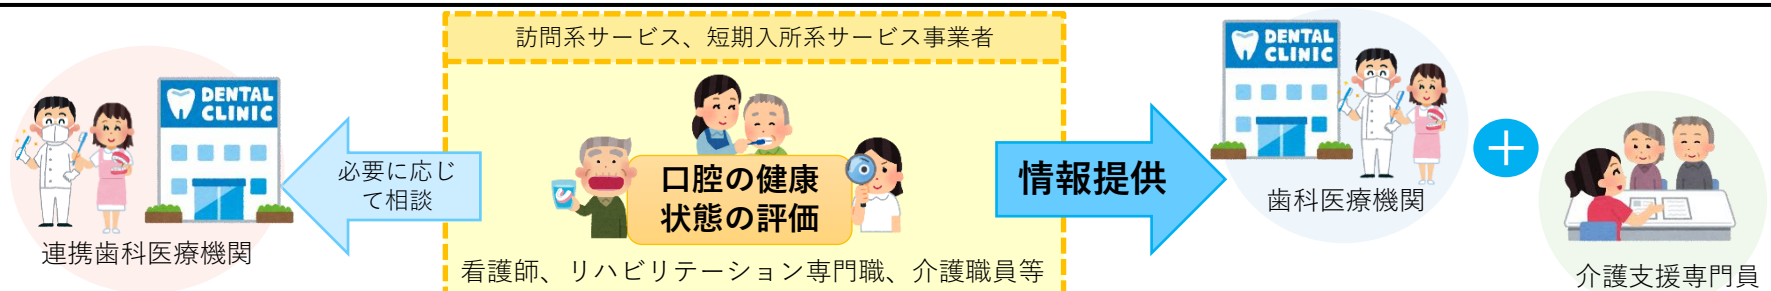 訪問系サービス、短期入所系サービス事業者
DENTAL
CLINIC
必要に応じ
て相談
連携歯科医療機関
口腔の健康
状態の評価
看護師、リハビリテーション専門職、介護職員等
情報提供
DENTAL
CLINIC
歯科医療機関
+
介護支援専門員